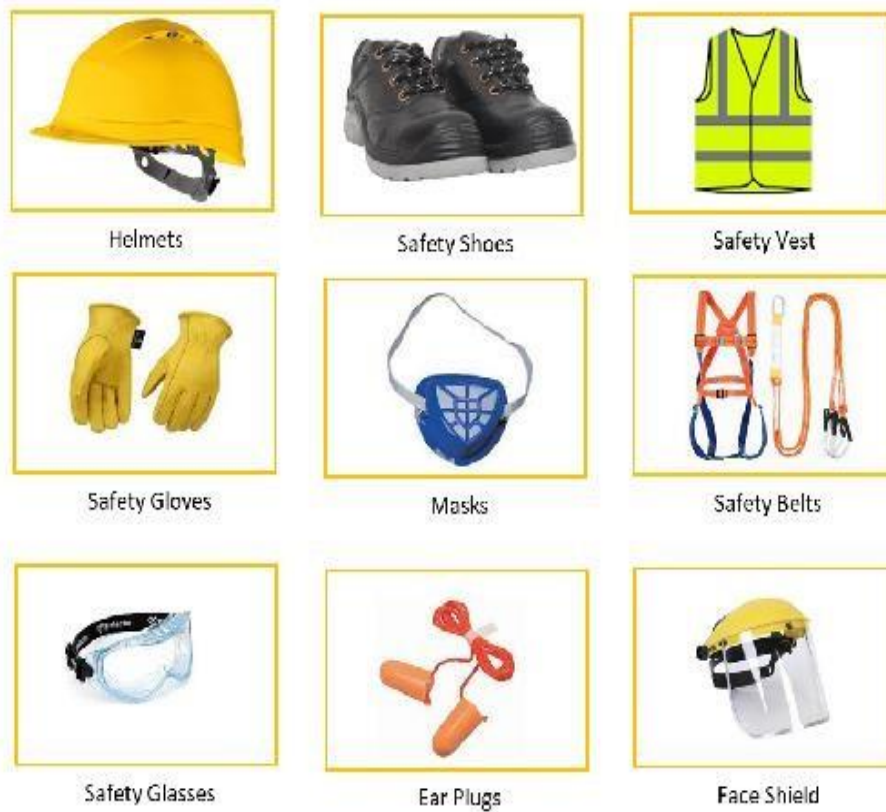 Helmets
Safety Shoes
Safety Vest
Safety Gloves
Masks
Safety Belts
Safety Glasses
Ear Plugs
Face Shield